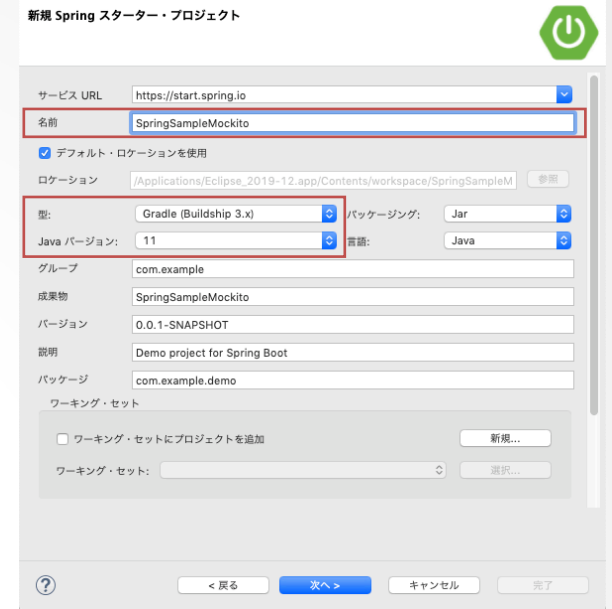 新規 Spring スターター・プロジェクト
サービス URL https://start.spring.io
名前 SpringSampleMockito
デフォルト・ロケーションを使用
ロケーション /Applications/Eclipse_2019-12.app/Contents/workspace/SpringSampleM 参照
型: Gradle (Buildship 3.x) パッケージング: Jar
Java バージョン: 11 言語: Java
グループ com.example
成果物 SpringSampleMockito
バージョン 0.0.1-SNAPSHOT
説明 Demo project for Spring Boot
パッケージ com.example.demo
ワーキング・セット
ワーキング・セットにプロジェクトを追加 新規...
ワーキング・セット: 選択...
? < 戻る 次へ > キャンセル 完了